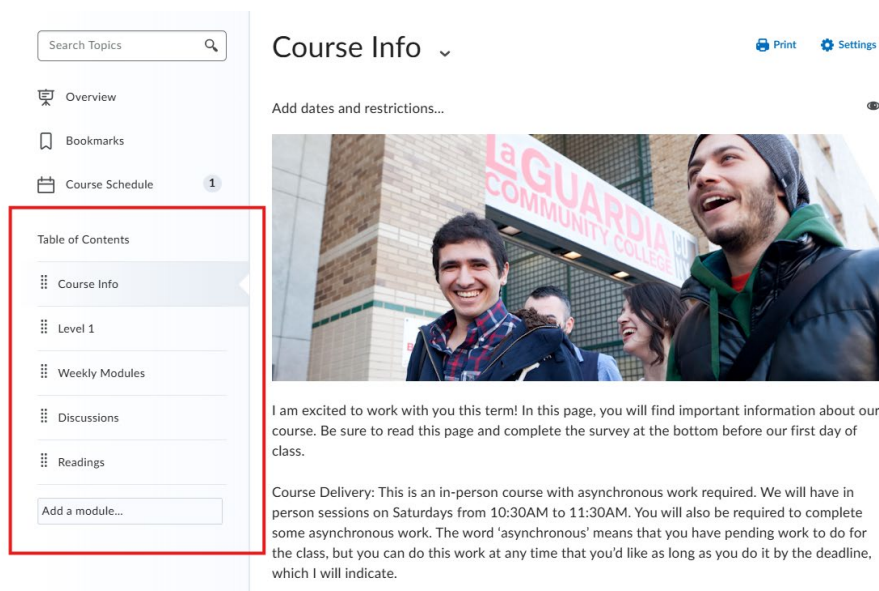 Search Topics
Overview
Bookmarks
Course Schedule 1
Table of Contents
Course Info
Level 1
Weekly Modules
Discussions
Readings
Add a module...
Course Info
Print Settings
Add dates and restrictions...
LaGUARDIA
COMMUNITY COLLEGE
I am excited to work with you this term! In this page, you will find important information about our
course. Be sure to read this page and complete the survey at the bottom before our first day of
class.
Course Delivery: This is an in-person course with asynchronous work required. We will have in
person sessions on Saturdays from 10:30AM to 11:30AM. You will also be required to complete
some asynchronous work. The word ‘asynchronous’ means that you have pending work to do for
the class, but you can do this work at any time that you’d like as long as you do it by the deadline,
which I will indicate.